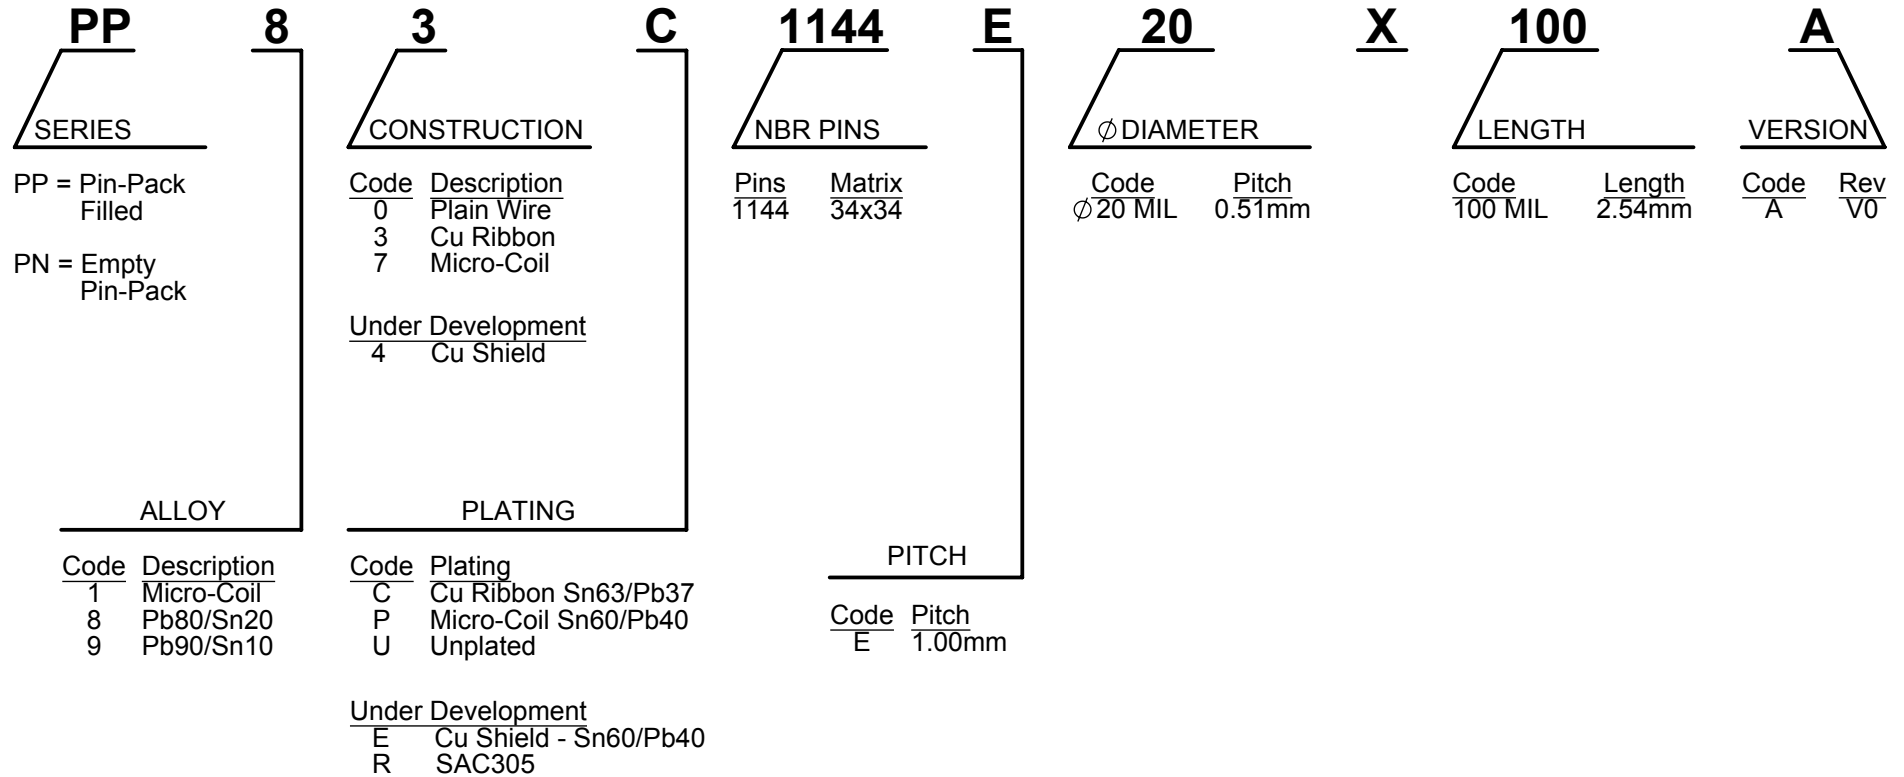 PP 8 3 C 1144 E 20 X 100 A
SERIES
PP = Pin-Pack
Filled
PN = Empty
Pin-Pack
CONSTRUCTION
Code Description
0 Plain Wire
3 Cu Ribbon
7 Micro-Coil
Under Development
4 Cu Shield
NBR PINS
Pins Matrix
1144 34x34
∅ DIAMETER
Code Pitch
∅ 20 MIL 0.51mm
LENGTH
Code Length
100 MIL 2.54mm
VERSION
Code Rev
A V0
ALLOY
Code Description
1 Micro-Coil
8 Pb80/Sn20
9 Pb90/Sn10
PLATING
Code Plating
C Cu Ribbon Sn63/Pb37
P Micro-Coil Sn60/Pb40
U Unplated
Under Development
E Cu Shield - Sn60/Pb40
R SAC305
PITCH
Code Pitch
E 1.00mm